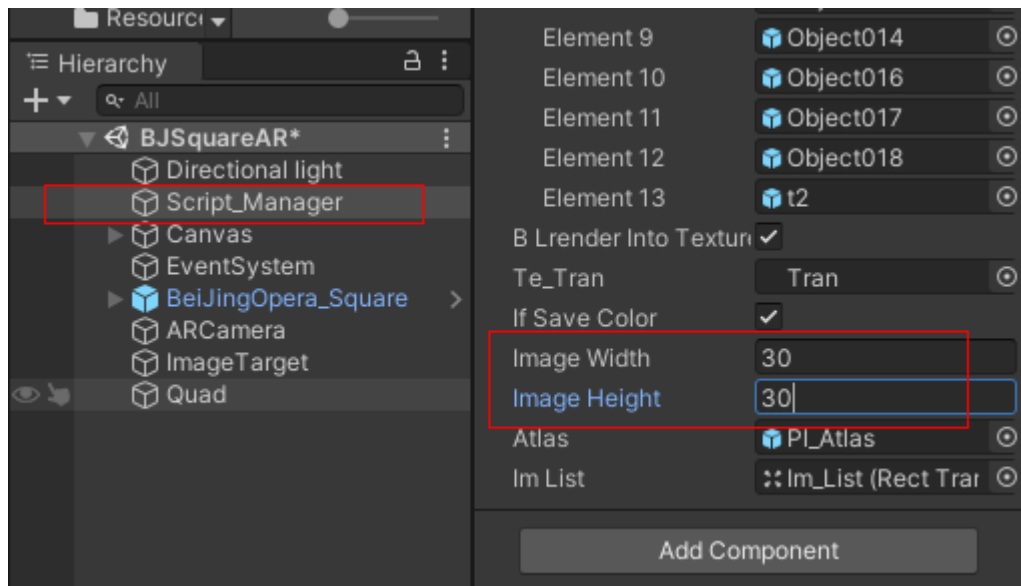 Resourc
Hierarchy
All
BJSquareAR*
Directional light
Script_Manager
Canvas
EventSystem
BeiJingOpera_Square
ARCamera
ImageTarget
Quad
Element 9 Object014
Element 10 Object016
Element 11 Object017
Element 12 Object018
Element 13 t2
B Lrender Into Textur
Te_Tran Tran
If Save Color
Image Width 30
Image Height 30
Atlas Pl_Atlas
Im List Im_List (Rect Trar
Add Component